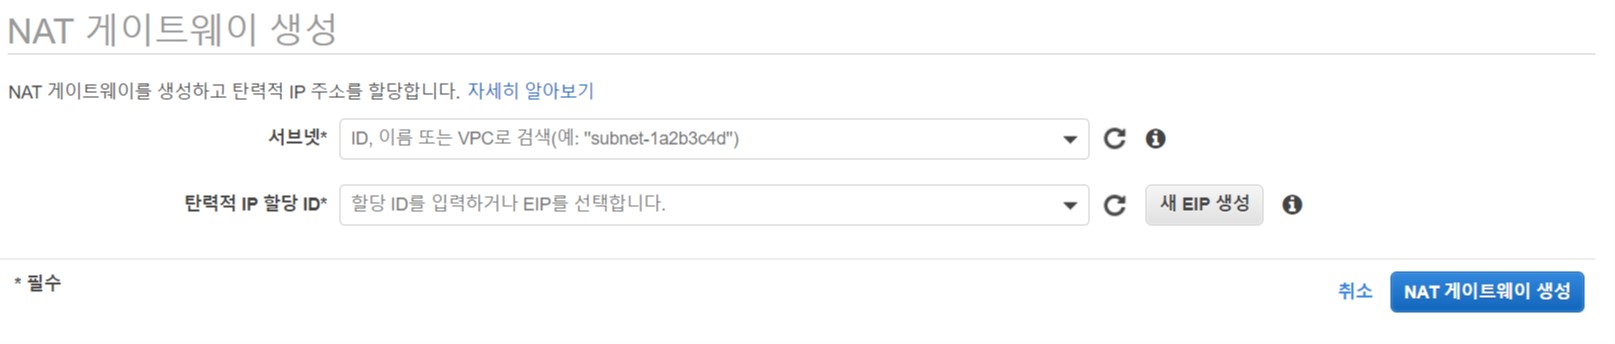 NAT 게이트웨이 생성
NAT 게이트웨이를 생성하고 탄력적 IP 주소를 할당합니다. 자세히 알아보기
서브넷* ID, 이름 또는 VPC로 검색(예: "subnet-1a2b3c4d")
탄력적 IP 할당 ID* 할당 ID를 입력하거나 EIP를 선택합니다. 새 EIP 생성
* 필수 취소 NAT 게이트웨이 생성